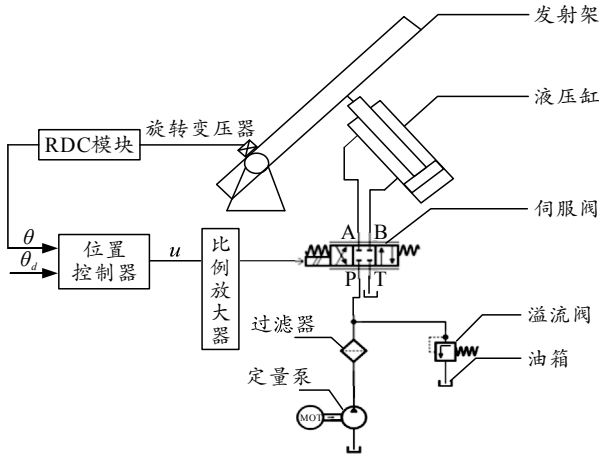 发射架
液压缸
旋转变压器
RDC模块
伺服阀
A B
θ
θd
位置
控制器
u
比
例
放
大
器
P T
过滤器
溢流阀
油箱
定量泵
MOT